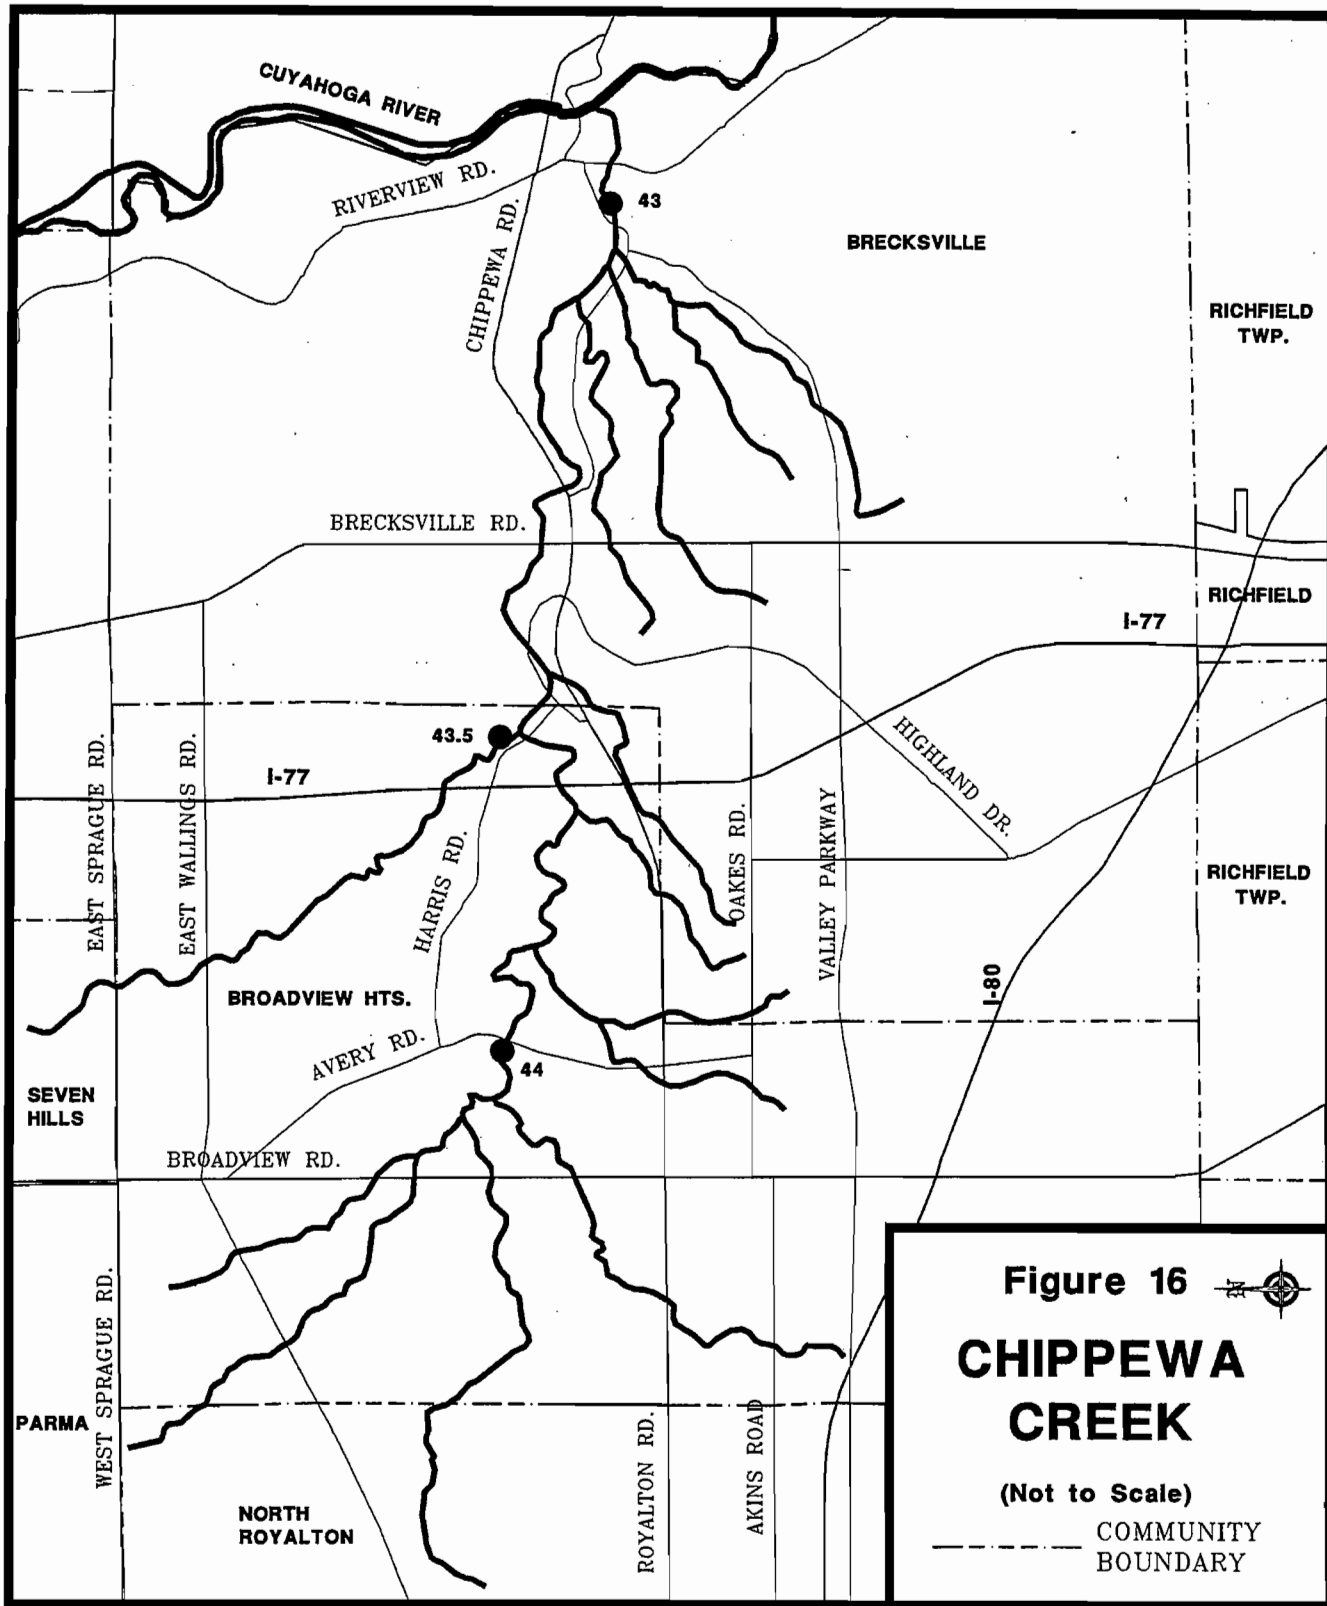 CUYAHOGA RIVER
RIVERVIEW RD.
43
CHIPPEWA RD.
BRECKSVILLE
RICHFIELD
TWP.
BRECKSVILLE RD.
RICHFIELD
I-77
43.5
I-77
HIGHLAND DR.
EAST SPRAGUE RD.
EAST WALLINGS RD.
HARRIS RD.
OAKES RD.
VALLEY PARKWAY
RICHFIELD
TWP.
I-80
BROADVIEW HTS.
AVERY RD.
44
SEVEN
HILLS
BROADVIEW RD.
WEST SPRAGUE RD.
PARMA
NORTH
ROYALTON
ROYALTON RD.
AKINS ROAD
Figure 16
N
CHIPPEWA
CREEK
(Not to Scale)
COMMUNITY
BOUNDARY